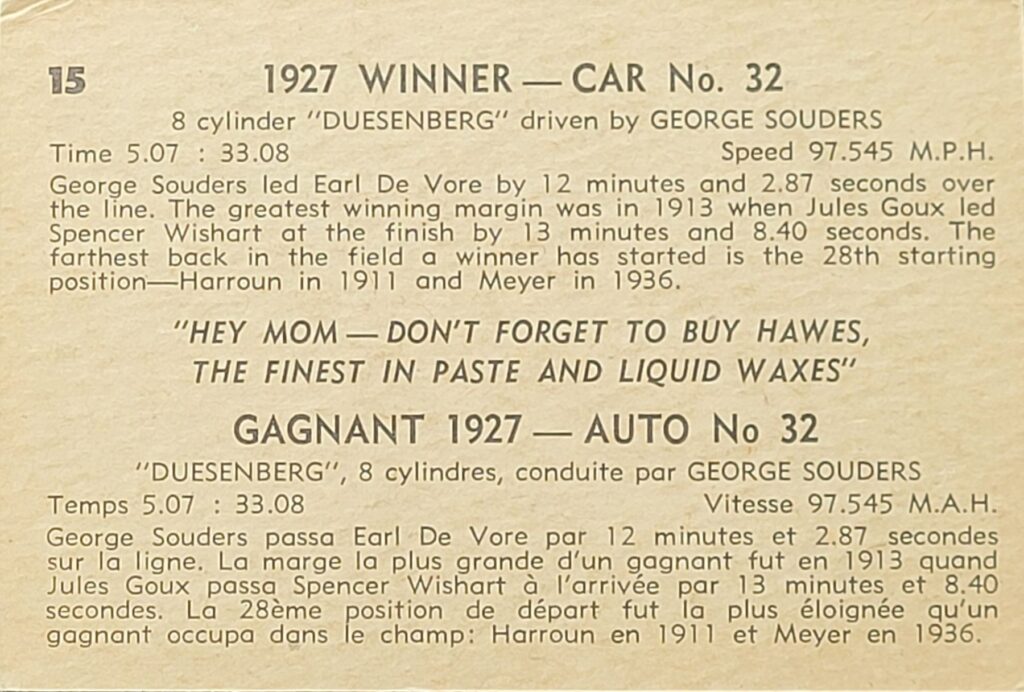 15 1927 WINNER — CAR No. 32
8 cylinder "DUESENBERG" driven by GEORGE SOUDERS
Time 5.07 : 33.08 Speed 97.545 M.P.H.
George Souders led Earl De Vore by 12 minutes and 2.87 seconds over
the line. The greatest winning margin was in 1913 when Jules Goux led
Spencer Wishart at the finish by 13 minutes and 8.40 seconds. The
farthest back in the field a winner has started is the 28th starting
position—Harroun in 1911 and Meyer in 1936.
"HEY MOM — DON'T FORGET TO BUY HAWES,
THE FINEST IN PASTE AND LIQUID WAXES"
GAGNANT 1927 — AUTO No 32
"DUESENBERG", 8 cylindres, conduite par GEORGE SOUDERS
Temps 5.07 : 33.08 Vitesse 97.545 M.A.H.
George Souders passa Earl De Vore par 12 minutes et 2.87 secondes
sur la ligne. La marge la plus grande d'un gagnant fut en 1913 quand
Jules Goux passa Spencer Wishart à l'arrivée par 13 minutes et 8.40
secondes. La 28ème position de départ fut la plus éloignée qu'un
gagnant occupa dans le champ: Harroun en 1911 et Meyer en 1936.